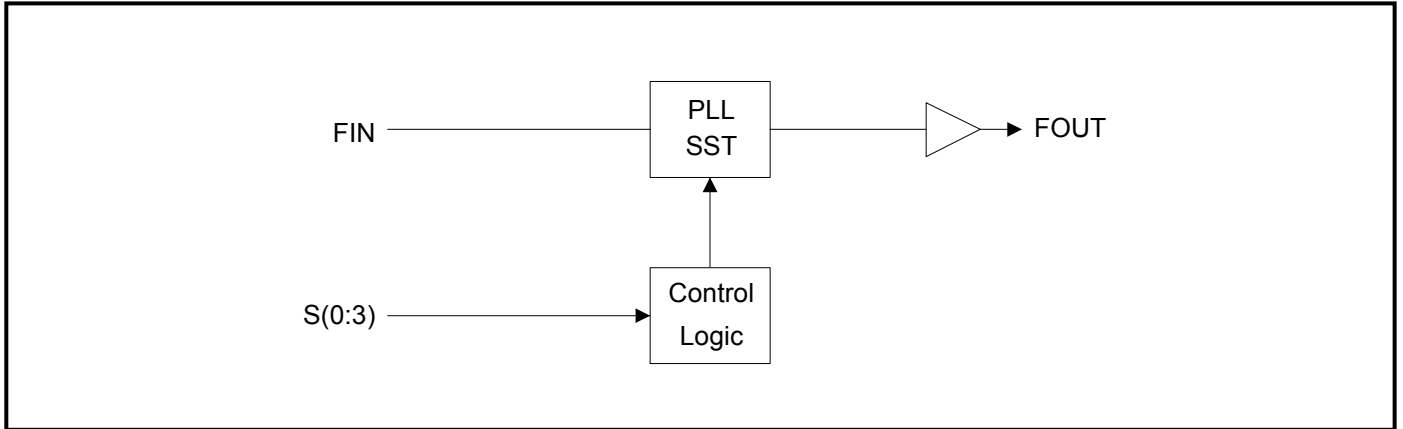 FIN
PLL
SST
FOUT
S(0:3)
Control
Logic